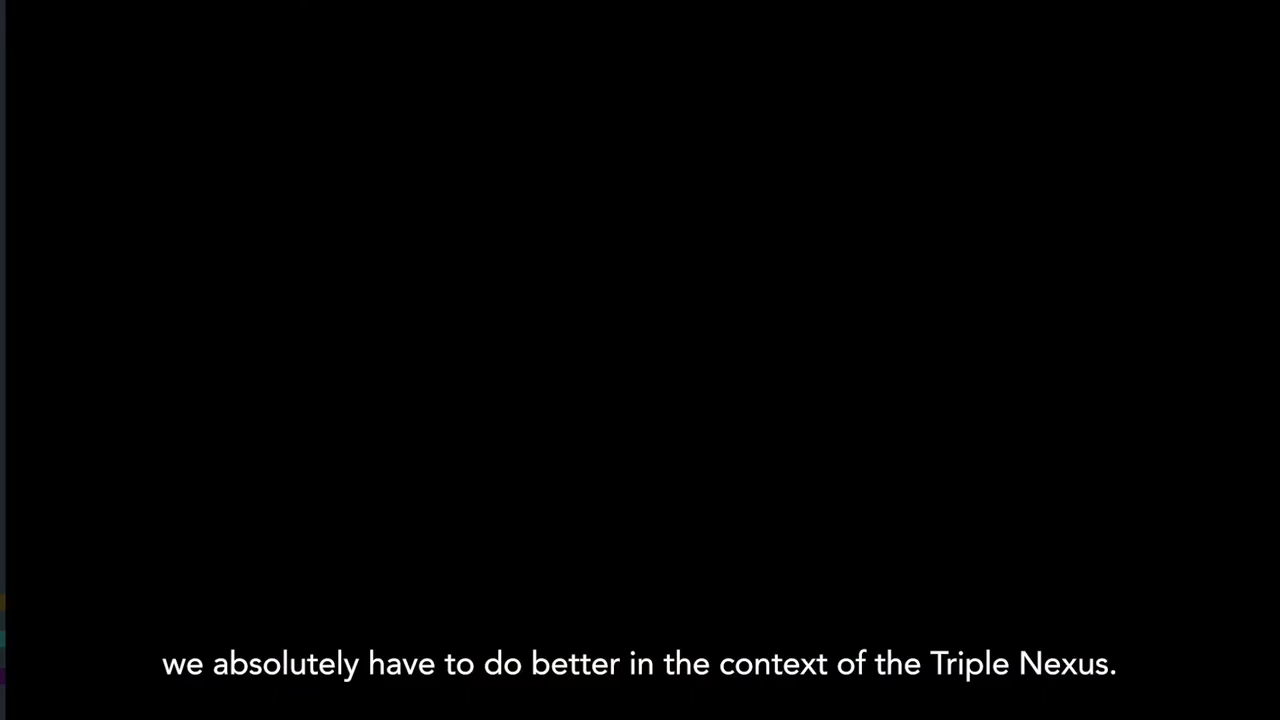 we absolutely have to do better in the context of the Triple Nexus.